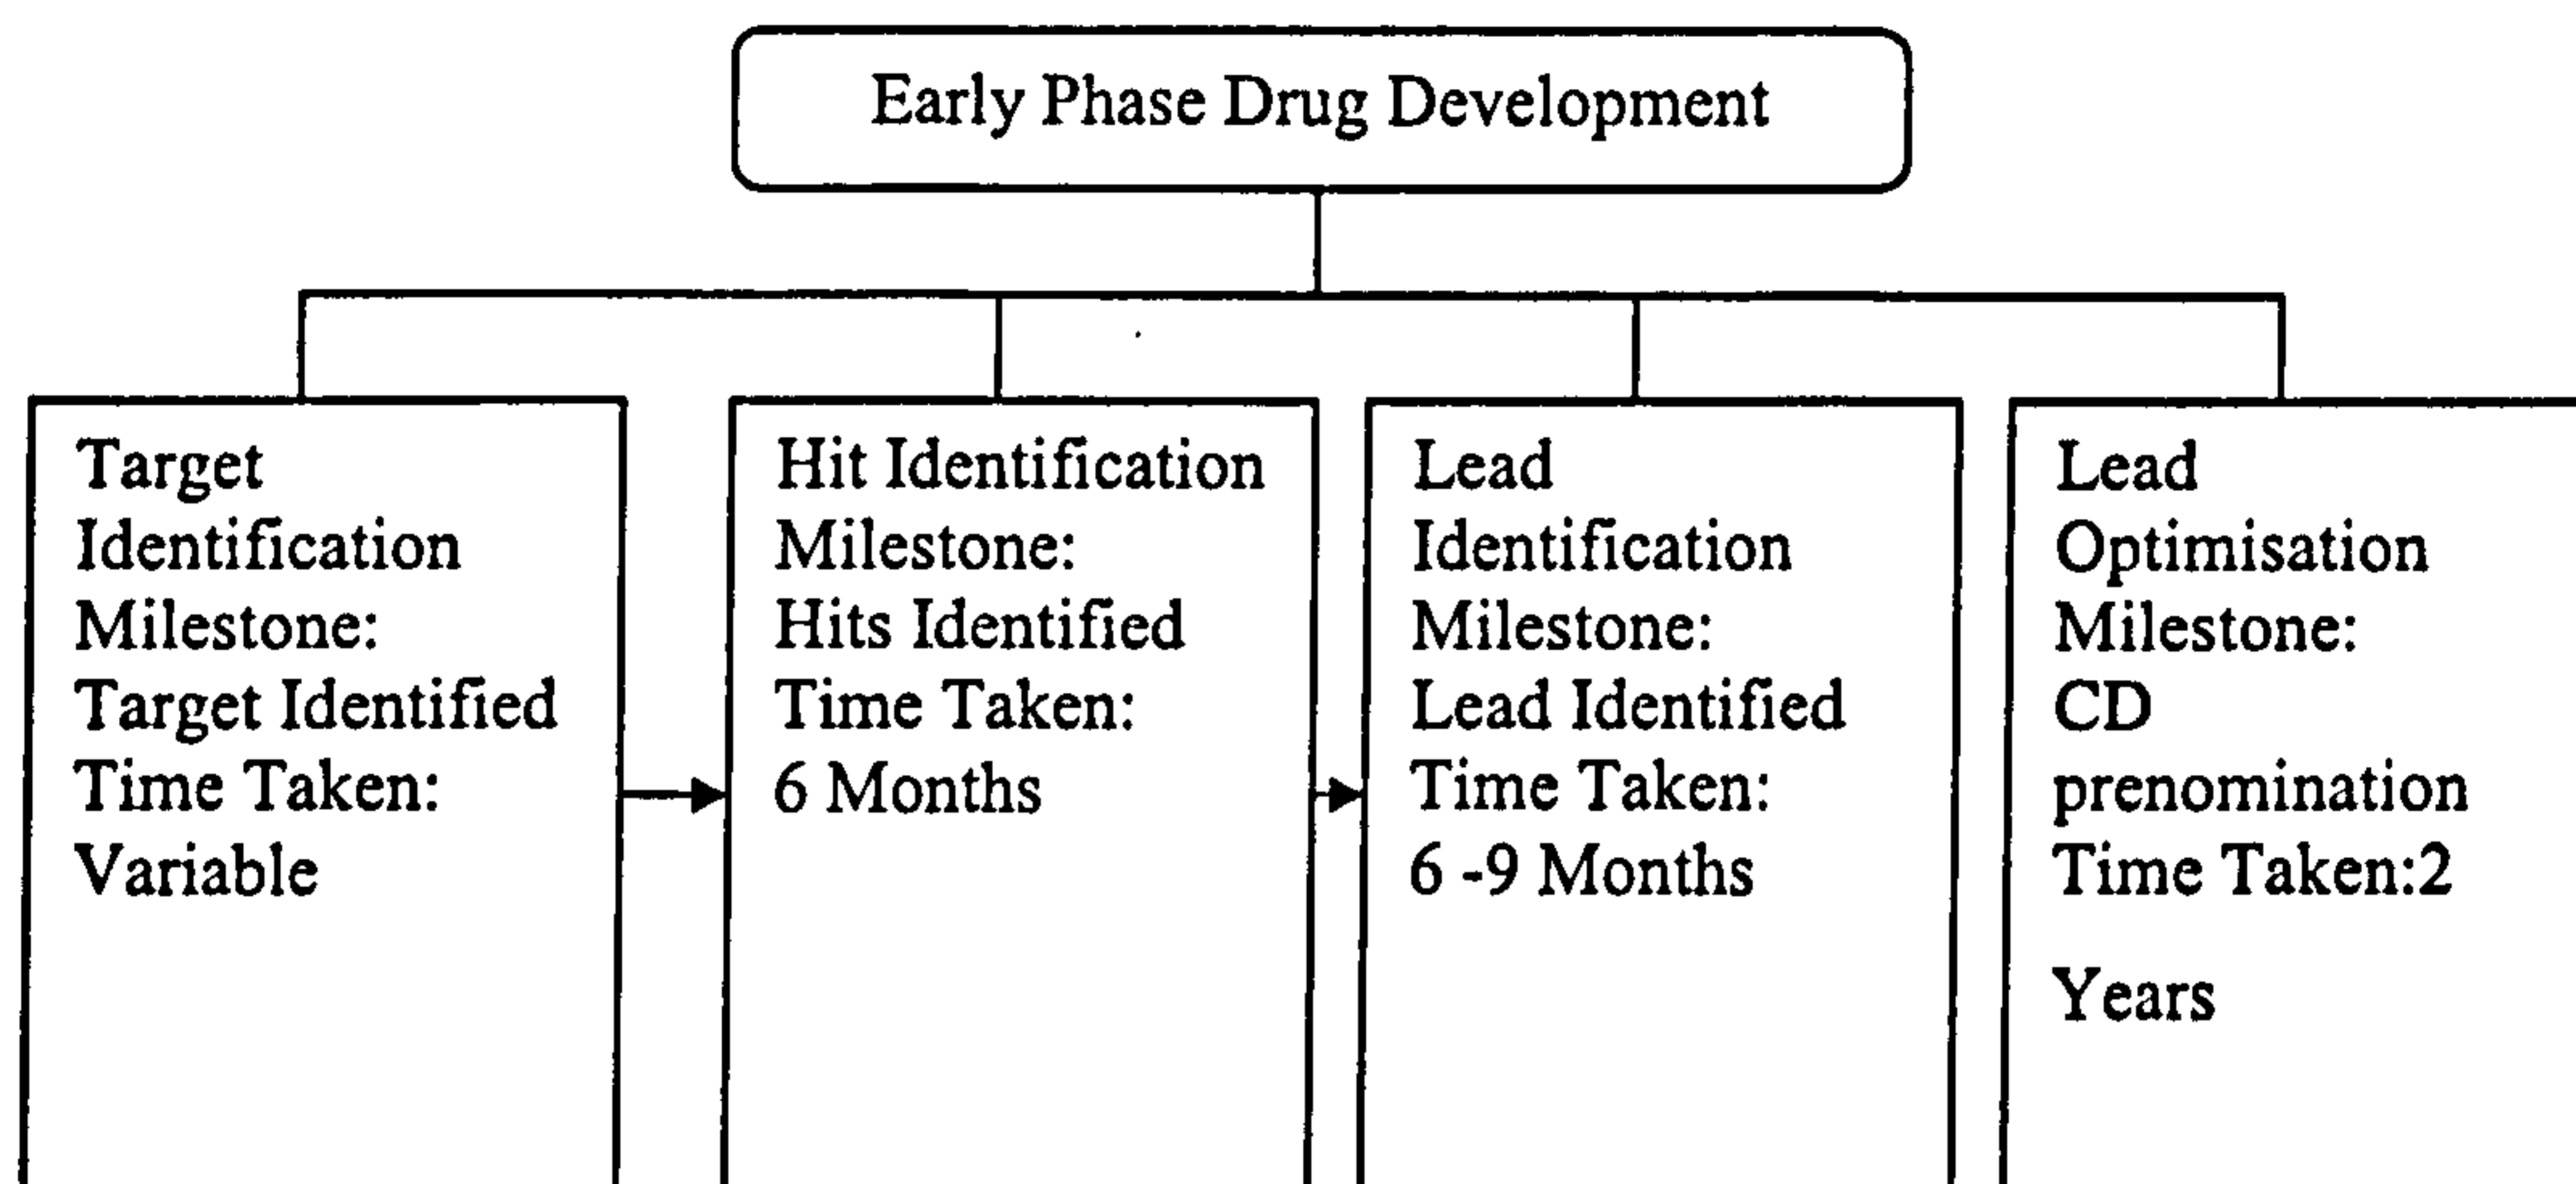 Early Phase Drug Development
Target
Identification
Milestone:
Target Identified
Time Taken:
Variable
Hit Identification
Milestone:
Hits Identified
Time Taken:
6 Months
Lead
Identification
Milestone:
Lead Identified
Time Taken:
6 -9 Months
Lead
Optimisation
Milestone:
CD
prenomination
Time Taken:2
Years